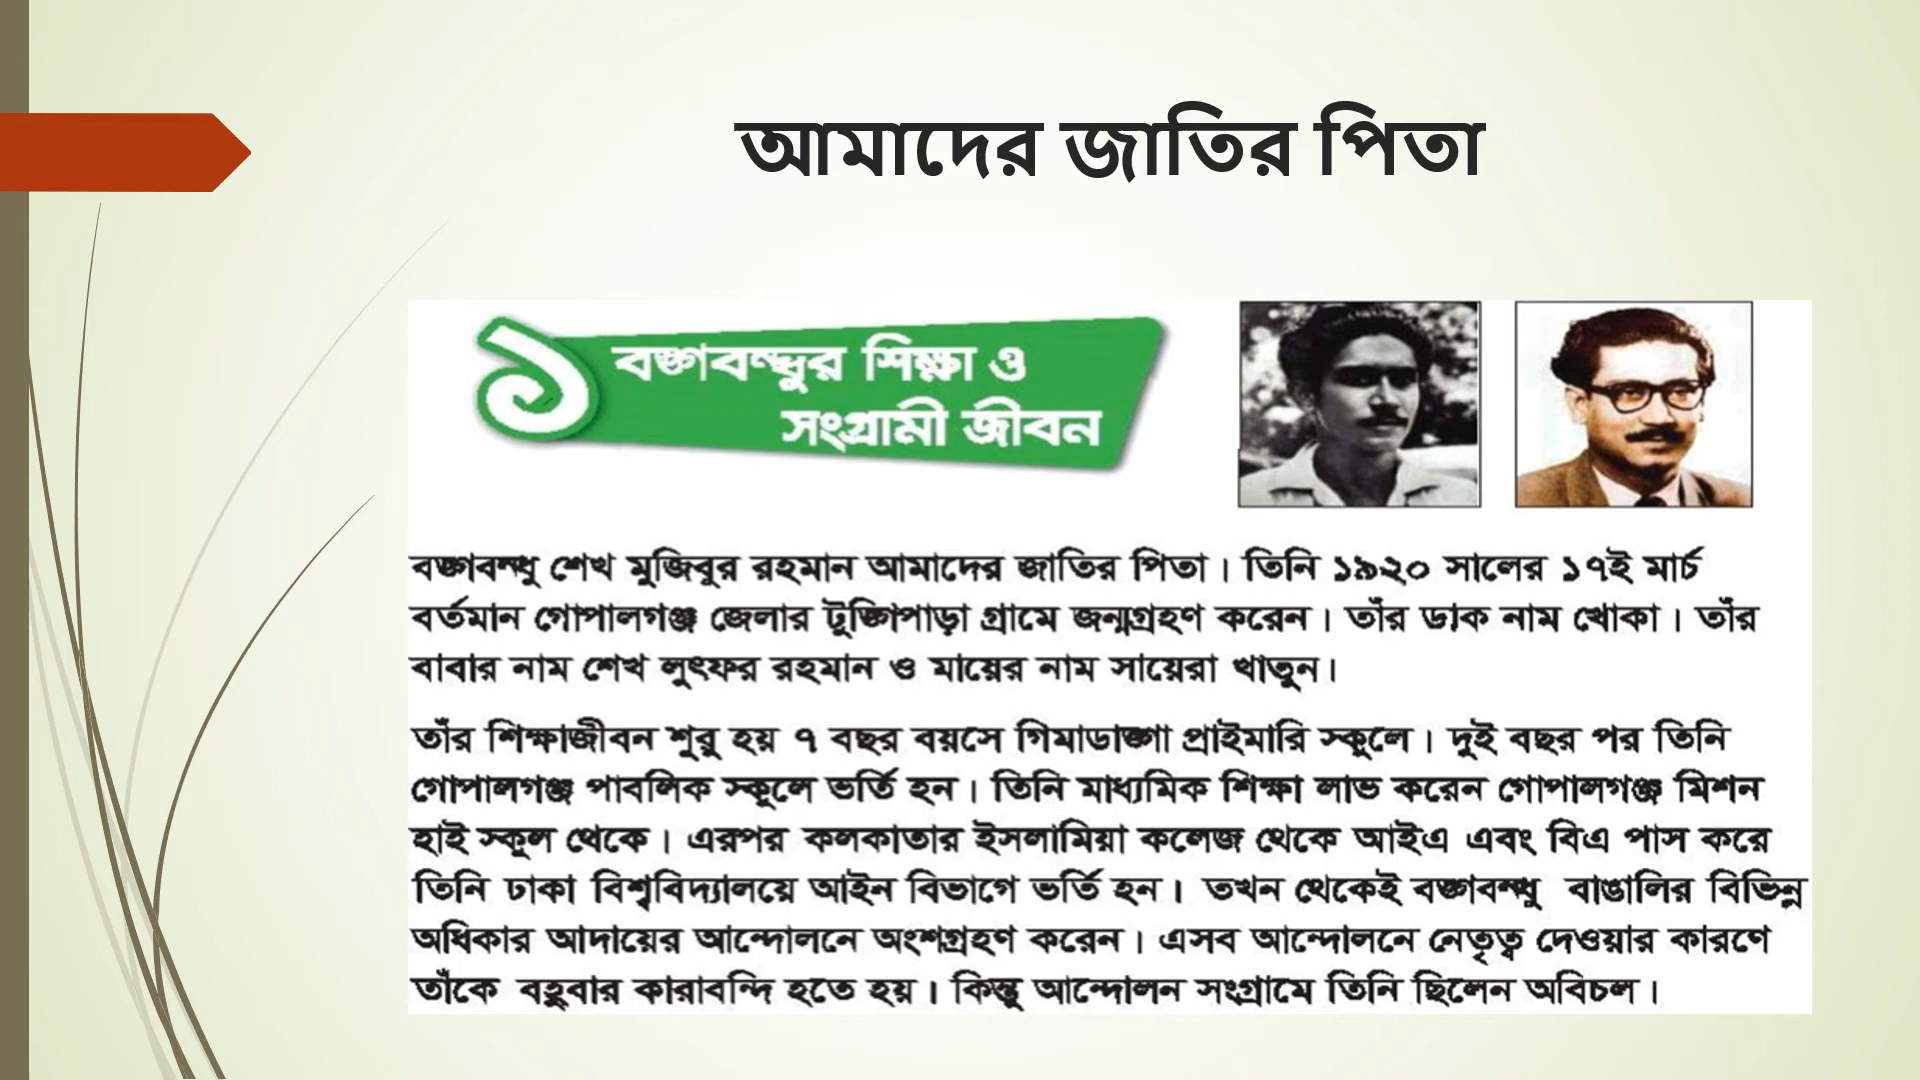 আমাদের জাতির পিতা
১
বঙ্গবন্ধুর শিক্ষা ও
সংগ্রামী জীবন
বঙ্গবন্ধু শেখ মুজিবুর রহমান আমাদের জাতির পিতা। তিনি ১৯২০ সালের ১৭ই মার্চ
বর্তমান গোপালগঞ্জ জেলার টুঙ্গিপাড়া গ্রামে জন্মগ্রহণ করেন। তাঁর ডাক নাম খোকা। তাঁর
বাবার নাম শেখ লুৎফর রহমান ও মায়ের নাম সায়েরা খাতুন।
তাঁর শিক্ষাজীবন শুরু হয় ৭ বছর বয়সে গিমাডাঙ্গা প্রাইমারি স্কুলে। দুই বছর পর তিনি
গোপালগঞ্জ পাবলিক স্কুলে ভর্তি হন। তিনি মাধ্যমিক শিক্ষা লাভ করেন গোপালগঞ্জ মিশন
হাই স্কুল থেকে। এরপর কলকাতার ইসলামিয়া কলেজ থেকে আইএ এবং বিএ পাস করে
তিনি ঢাকা বিশ্ববিদ্যালয়ে আইন বিভাগে ভর্তি হন। তখন থেকেই বঙ্গবন্ধু বাঙালির বিভিন্ন
অধিকার আদায়ের আন্দোলনে অংশগ্রহণ করেন। এসব আন্দোলনে নেতৃত্ব দেওয়ার কারণে
তাঁকে বহুবার কারাবন্দি হতে হয়। কিন্তু আন্দোলন সংগ্রামে তিনি ছিলেন অবিচল।